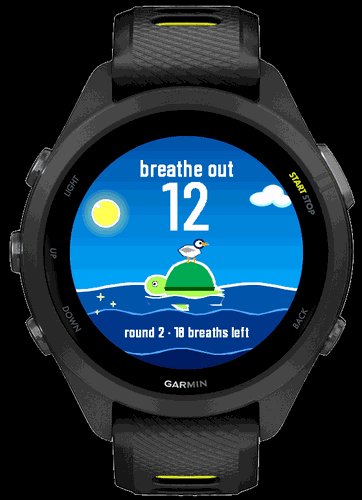 breathe out
12
LIGHT
START STOP
UP
DOWN
BACK
round 2 · 18 breaths left
GARMIN